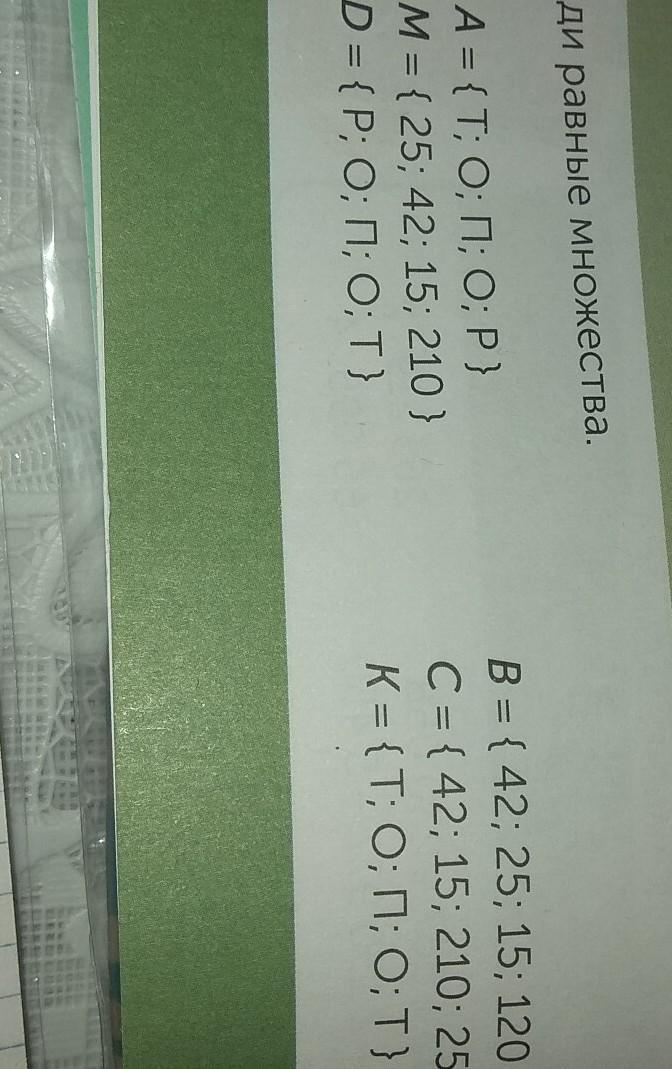 ди равные множества.
A = { Т; О; П; О; Р }
B = { 42; 25; 15; 120
M = { 25; 42; 15; 210 }
C = { 42; 15; 210; 25
D = { Р; О; П; О; Т }
K = { Т; О; П; О; Т }